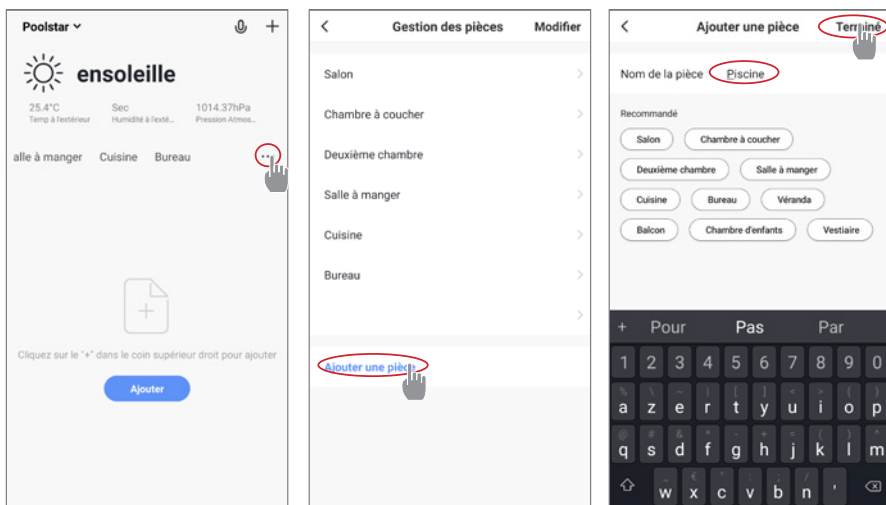 Poolstar
ensoleille
25.4°C Sec 1014.37hPa
Temp à l'extérieur Humidité à l'exté... Pression Atmos...
alle à manger Cuisine Bureau ...
Cliquez sur le "+" dans le coin supérieur droit pour ajouter
Ajouter
Gestion des pièces Modifier
Salon
Chambre à coucher
Deuxième chambre
Salle à manger
Cuisine
Bureau
Ajouter une pièce
Ajouter une pièce Terminé
Nom de la pièce Piscine
Recommandé
Salon Chambre à coucher
Deuxième chambre Salle à manger
Cuisine Bureau Véranda
Balcon Chambre d'enfants Vestiaire
+ Pour Pas Par
1 2 3 4 5 6 7 8 9 0
a z e r t y u i o p
q s d f g h j k l m
w x c v b n '